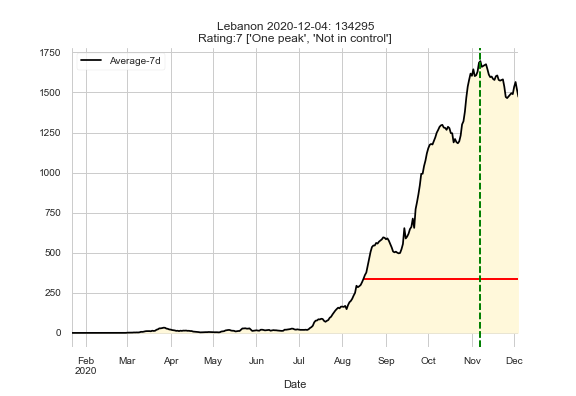 Lebanon 2020-12-04: 134295
Rating:7 ['One peak', 'Not in control']
Average-7d
1750
1500
1250
1000
750
500
250
0
Feb Mar Apr May Jun Jul Aug Sep Oct Nov Dec
2020
Date